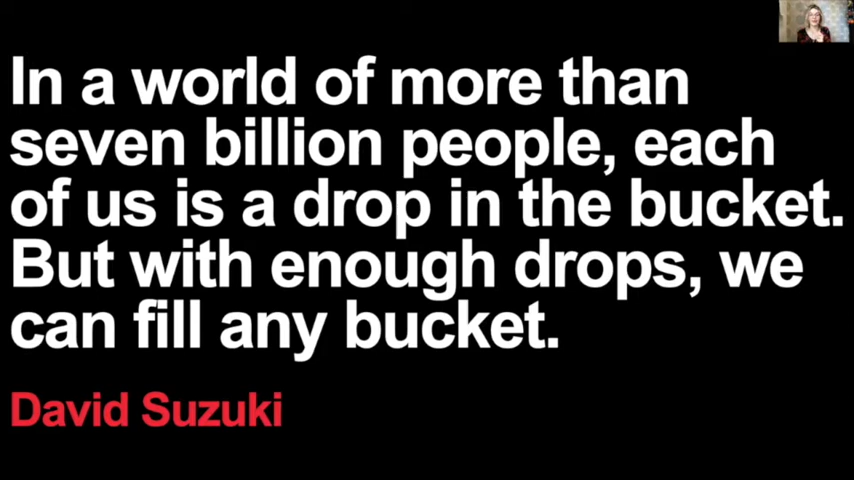 In a world of more than
seven billion people, each
of us is a drop in the bucket.
But with enough drops, we
can fill any bucket.
David Suzuki